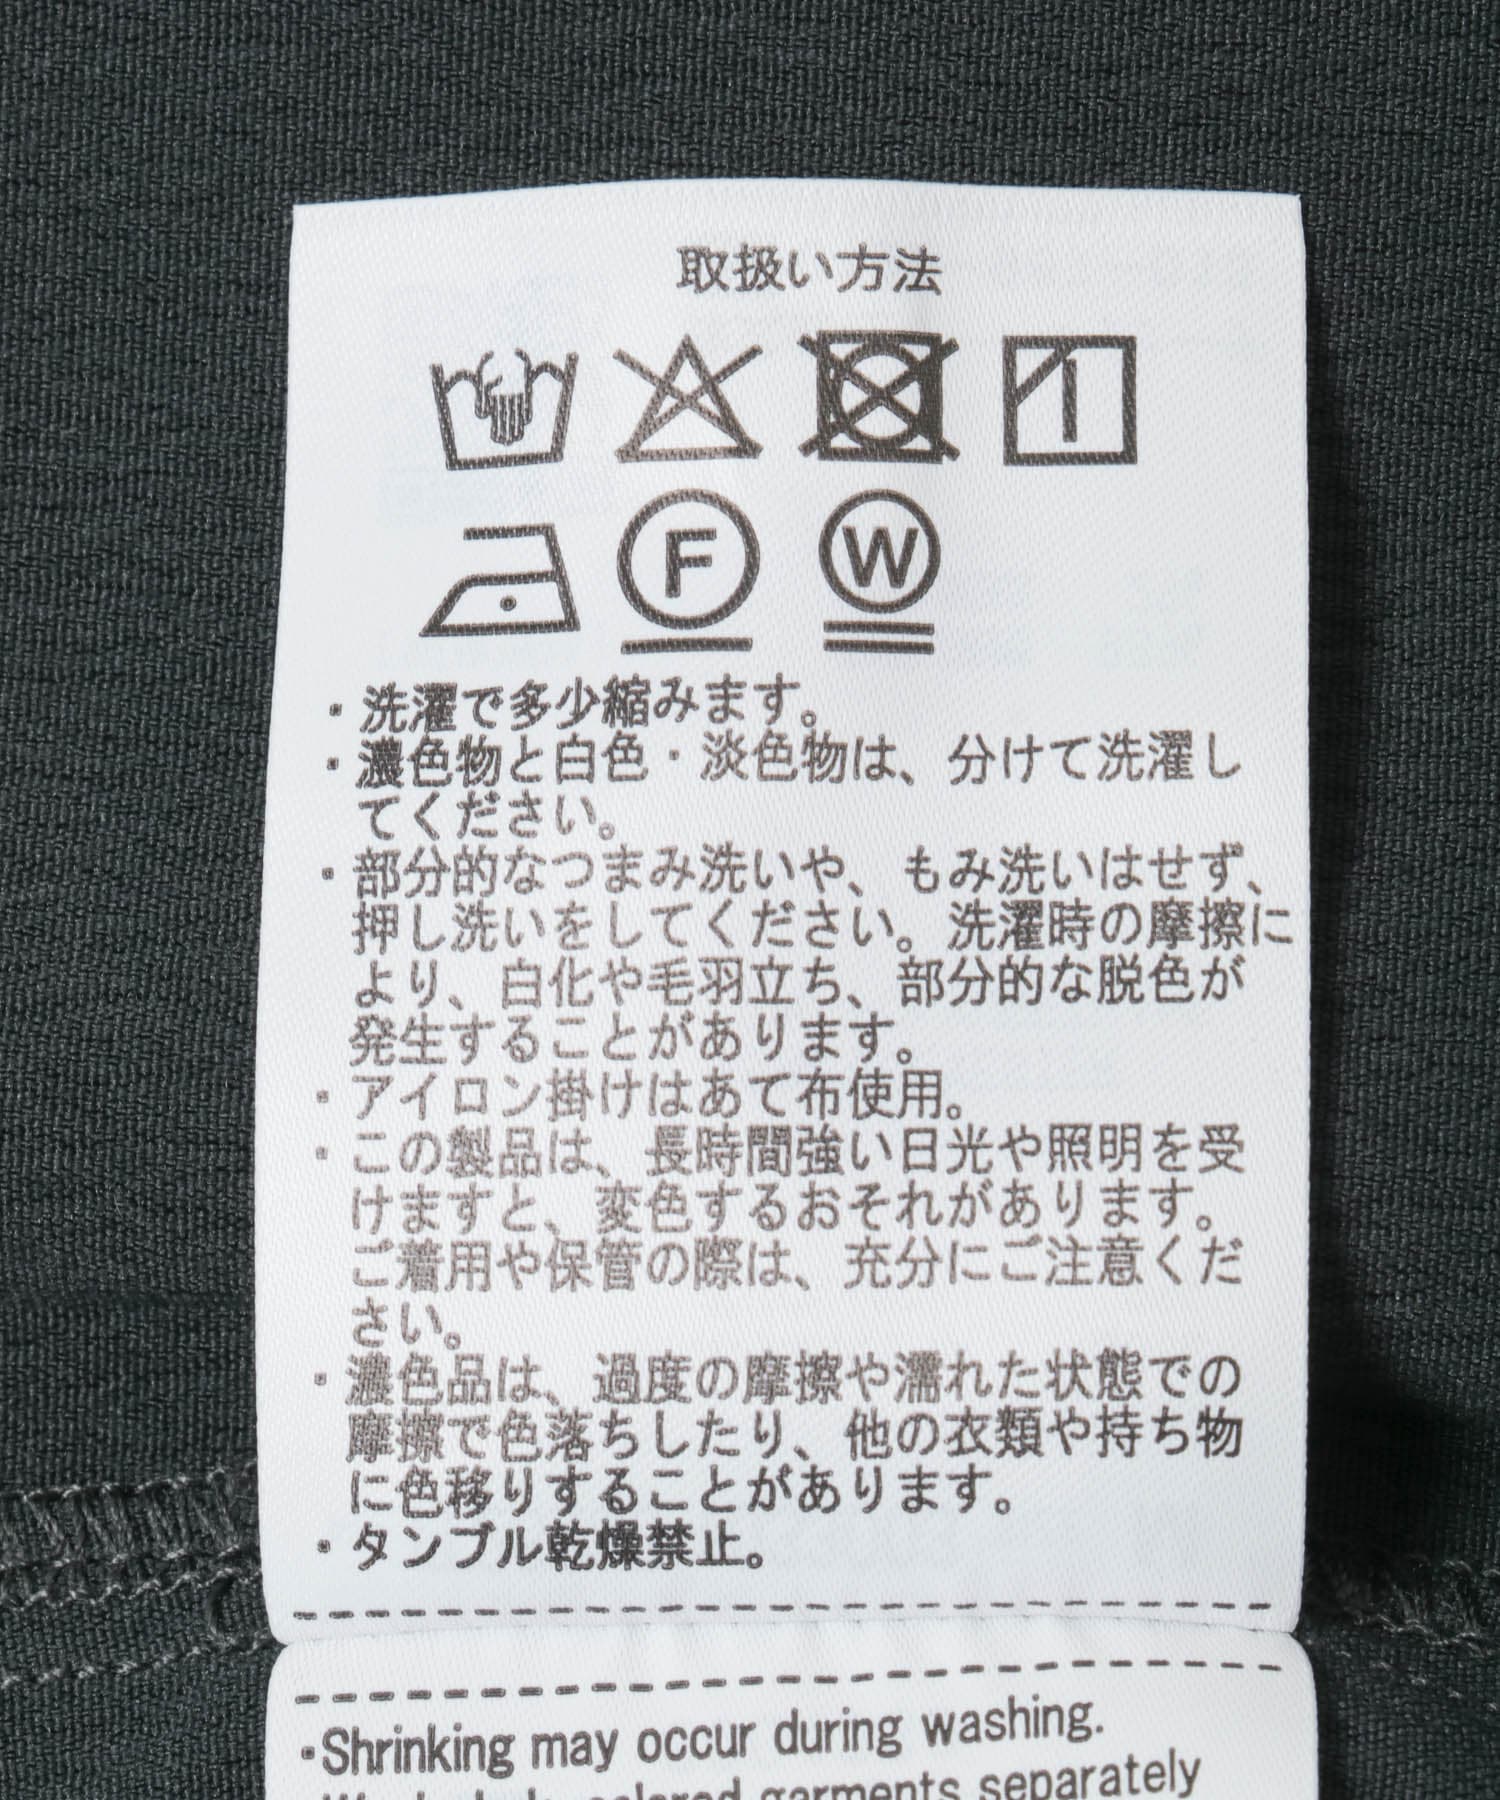 取扱い方法
F W
・洗濯で多少縮みます。
・濃色物と白色・淡色物は、分けて洗濯し
てください。
・部分的なつまみ洗いや、もみ洗いはせず、
押し洗いをしてください。洗濯時の摩擦に
より、白化や毛羽立ち、部分的な脱色が
発生することがあります。
・アイロン掛けはあて布使用。
・この製品は、長時間強い日光や照明を受
けますと、変色するおそれがあります。
ご着用や保管の際は、充分にご注意くだ
さい。
・濃色品は、過度の摩擦や濡れた状態での
摩擦で色落ちしたり、他の衣類や持ち物
に色移りすることがあります。
・タンブル乾燥禁止。
・Shrinking may occur during washing.
colored garments separately